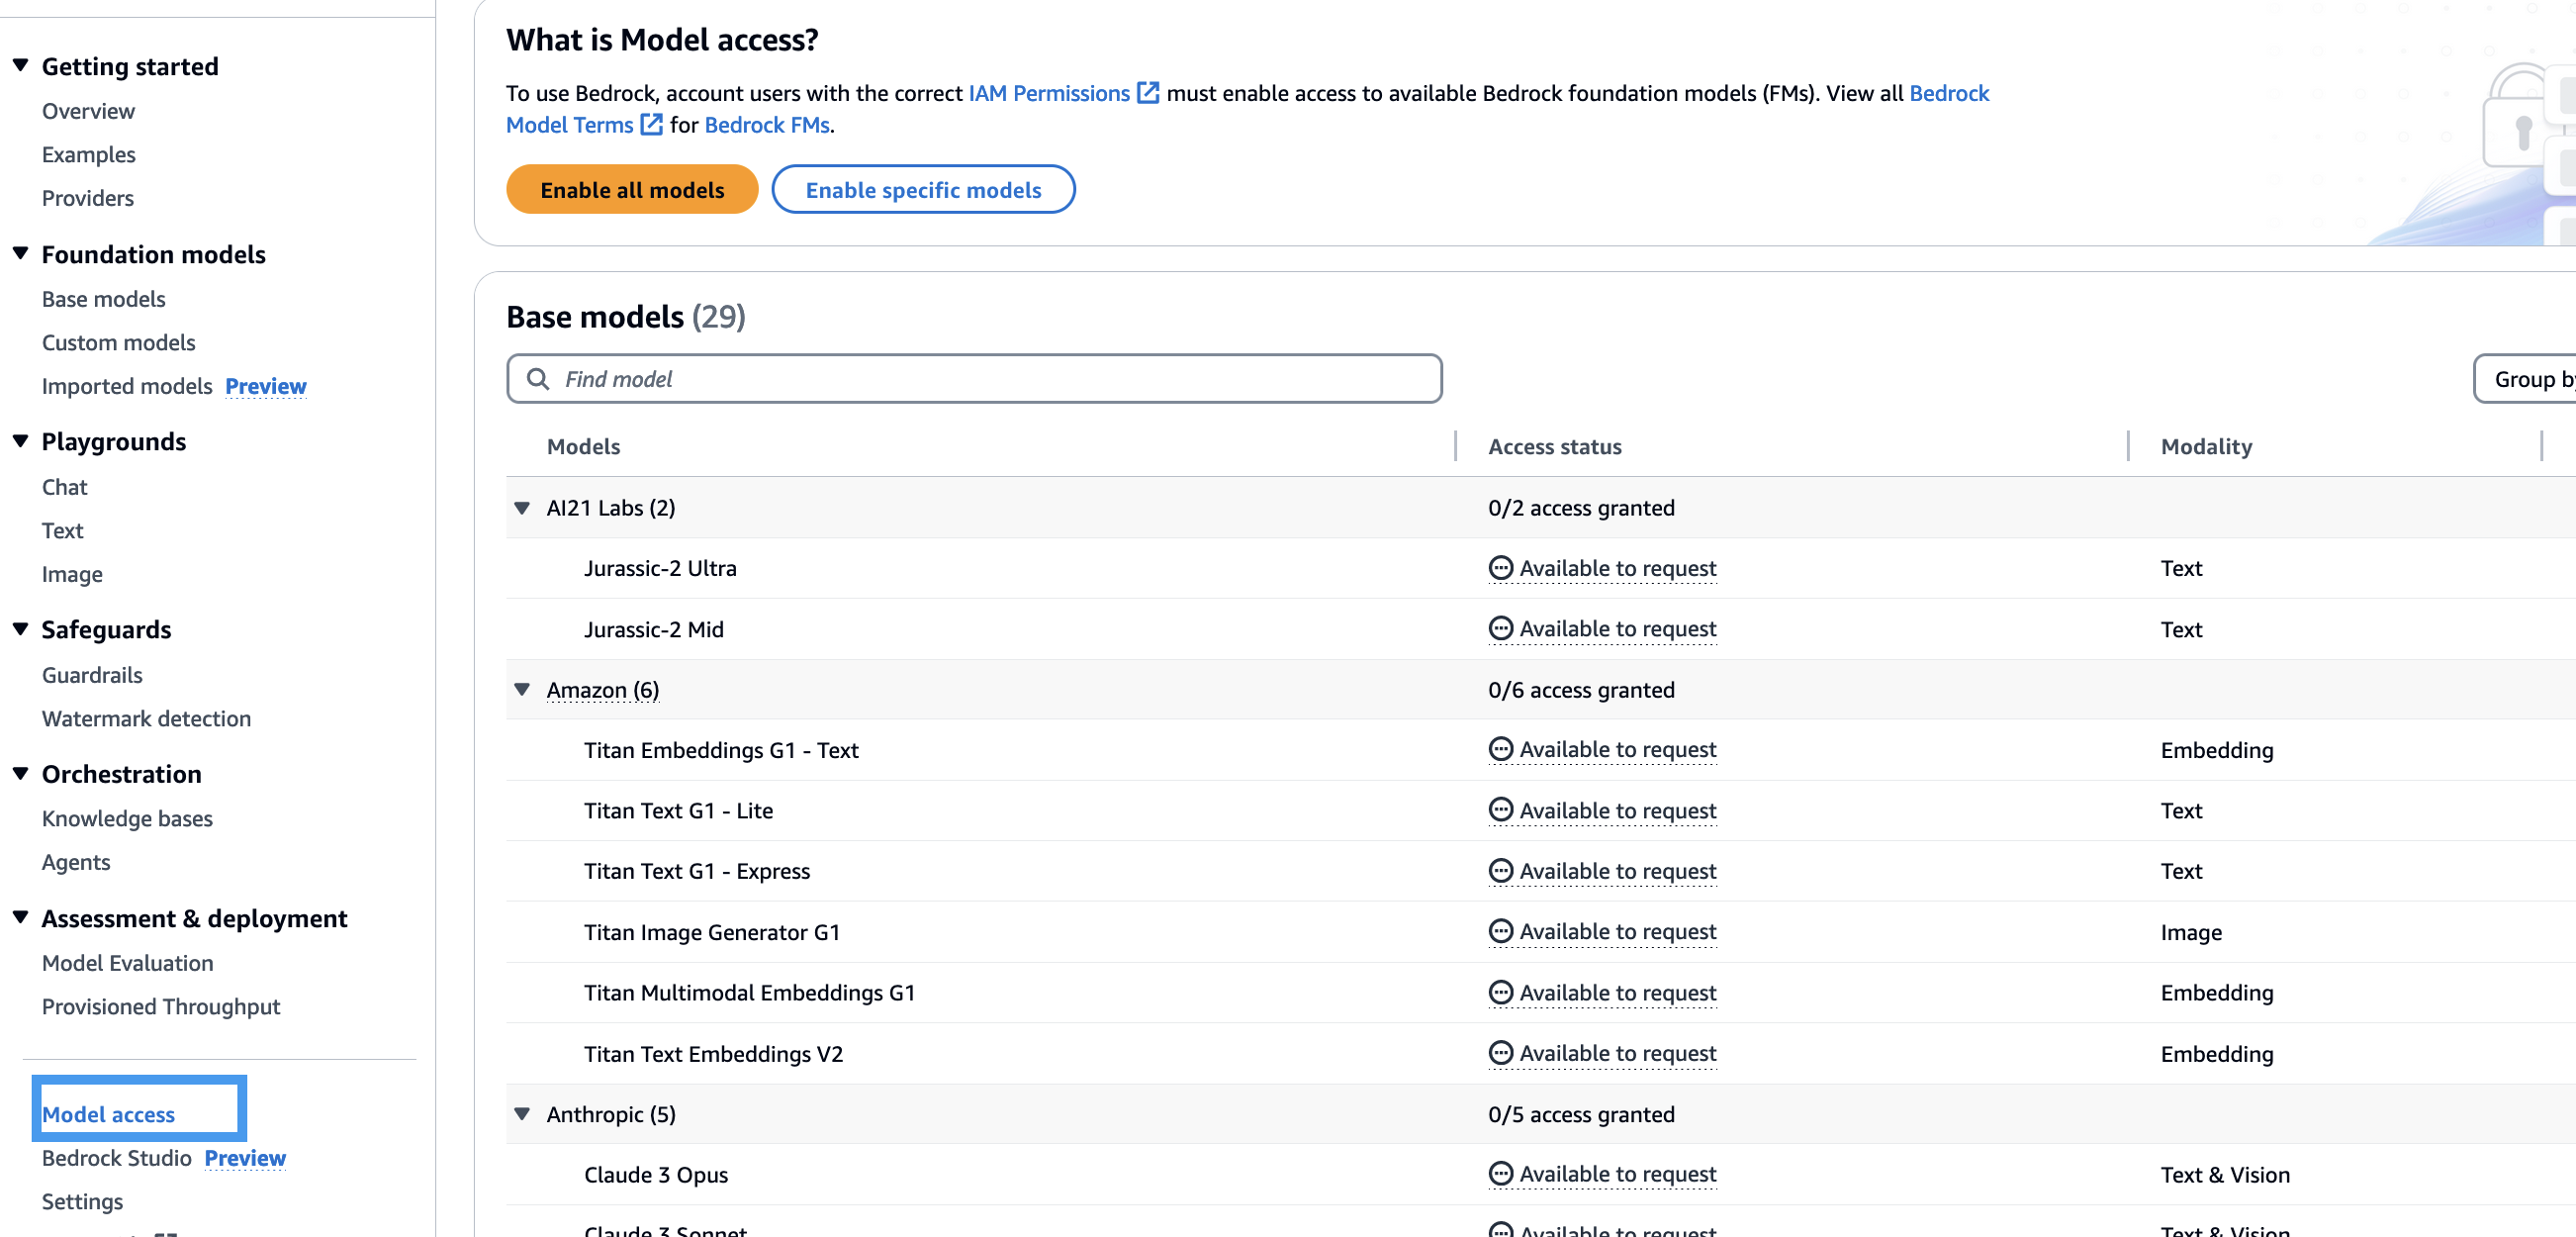 Getting started
Overview
Examples
Providers
Foundation models
Base models
Custom models
Imported models Preview
Playgrounds
Chat
Text
Image
Safeguards
Guardrails
Watermark detection
Orchestration
Knowledge bases
Agents
Assessment & deployment
Model Evaluation
Provisioned Throughput
Model access
Bedrock Studio Preview
Settings
What is Model access?
To use Bedrock, account users with the correct IAM Permissions must enable access to available Bedrock foundation models (FMs). View all Bedrock
Model Terms for Bedrock FMs.
Enable all models Enable specific models
Base models (29)
Find model
Group by
Models Access status Modality
AI21 Labs (2) 0/2 access granted
Jurassic-2 Ultra Available to request Text
Jurassic-2 Mid Available to request Text
Amazon (6) 0/6 access granted
Titan Embeddings G1 - Text Available to request Embedding
Titan Text G1 - Lite Available to request Text
Titan Text G1 - Express Available to request Text
Titan Image Generator G1 Available to request Image
Titan Multimodal Embeddings G1 Available to request Embedding
Titan Text Embeddings V2 Available to request Embedding
Anthropic (5) 0/5 access granted
Claude 3 Opus Available to request Text & Vision
Claude 3 Sonnet Available to request Text & Vision